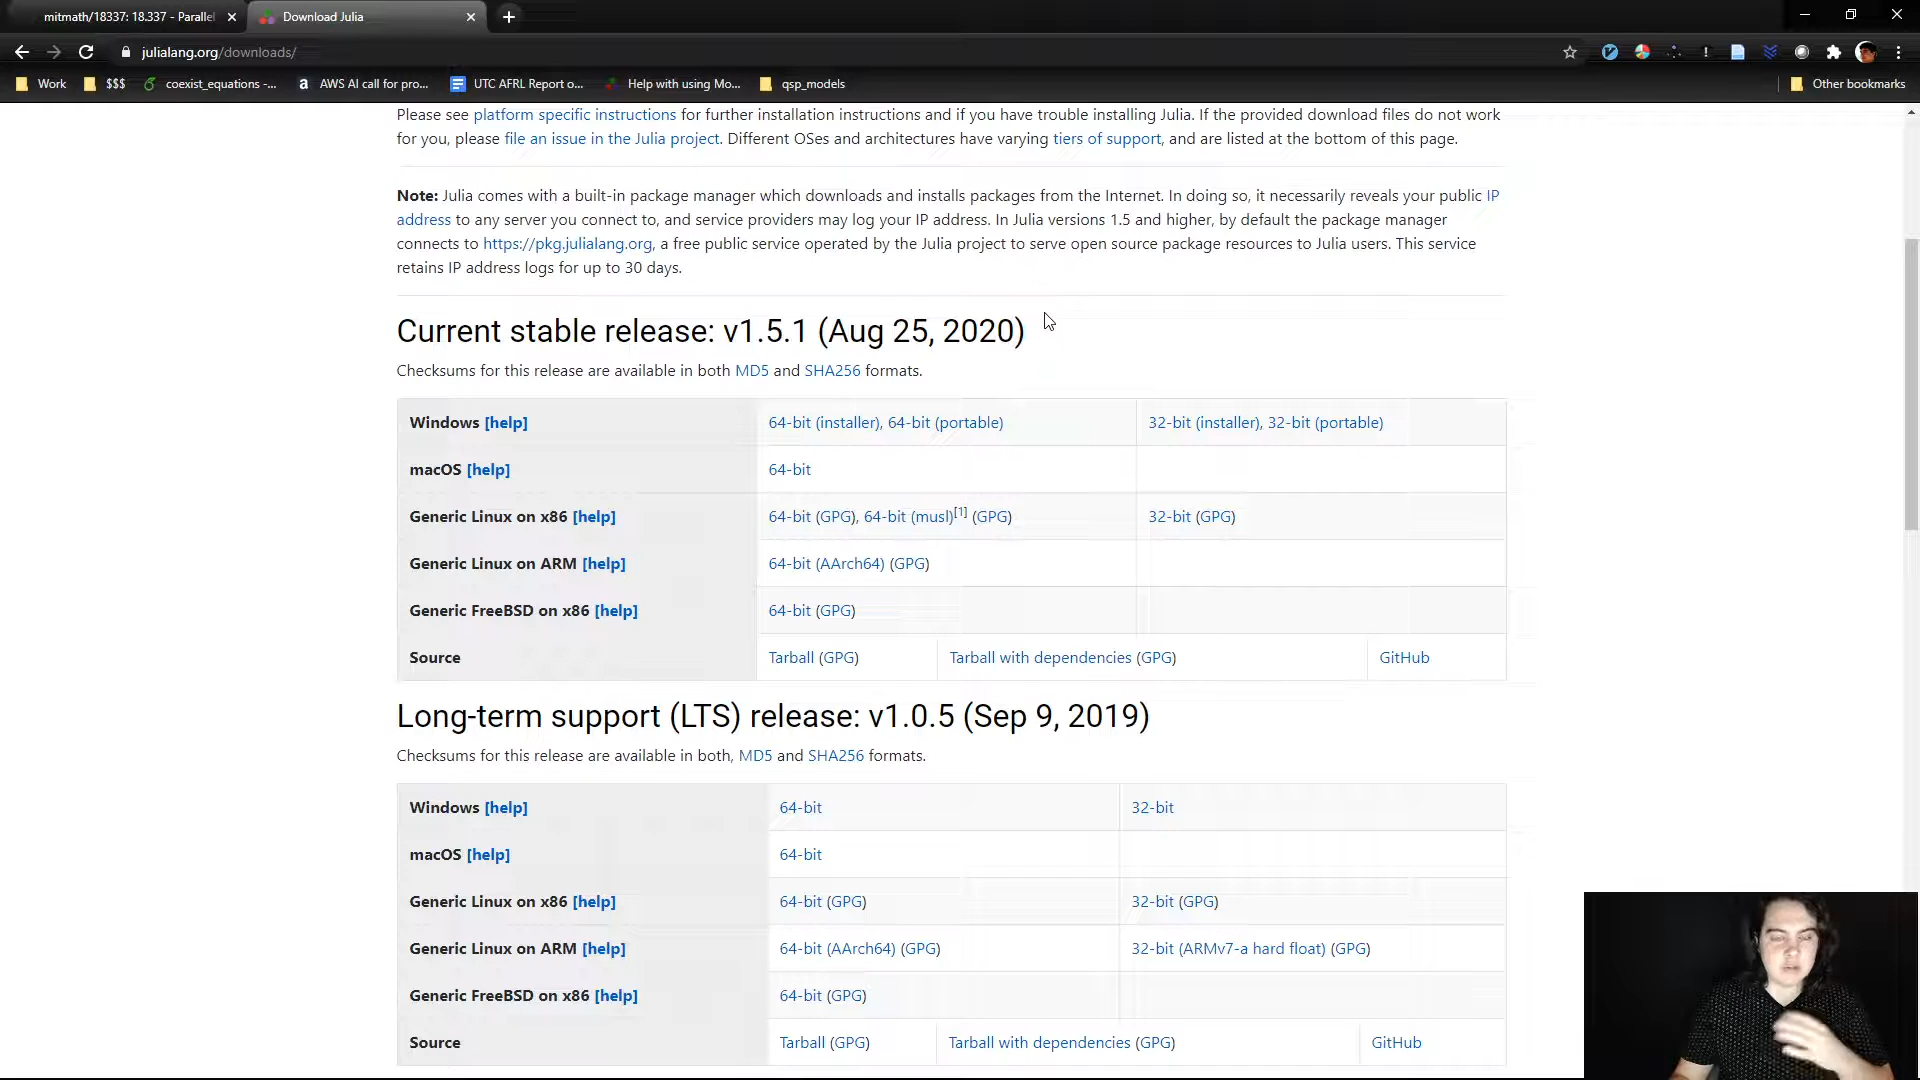 mitmath/18337: 18.337 - Parallel
Download Julia
julialang.org/downloads/
Work
$$$
coexist_equations -...
AWS AI call for pro...
UTC AFRL Report o...
Help with using Mo...
qsp_models
Other bookmarks
Please see platform specific instructions for further installation instructions and if you have trouble installing Julia. If the provided download files do not work
for you, please file an issue in the Julia project. Different OSes and architectures have varying tiers of support, and are listed at the bottom of this page.
Note: Julia comes with a built-in package manager which downloads and installs packages from the Internet. In doing so, it necessarily reveals your public IP
address to any server you connect to, and service providers may log your IP address. In Julia versions 1.5 and higher, by default the package manager
connects to https://pkg.julialang.org, a free public service operated by the Julia project to serve open source package resources to Julia users. This service
retains IP address logs for up to 30 days.
Current stable release: v1.5.1 (Aug 25, 2020)
Checksums for this release are available in both MD5 and SHA256 formats.
Windows [help] 64-bit (installer), 64-bit (portable) 32-bit (installer), 32-bit (portable)
macOS [help] 64-bit
Generic Linux on x86 [help] 64-bit (GPG), 64-bit (musl)[1] (GPG) 32-bit (GPG)
Generic Linux on ARM [help] 64-bit (AArch64) (GPG)
Generic FreeBSD on x86 [help] 64-bit (GPG)
Source Tarball (GPG) Tarball with dependencies (GPG) GitHub
Long-term support (LTS) release: v1.0.5 (Sep 9, 2019)
Checksums for this release are available in both, MD5 and SHA256 formats.
Windows [help] 64-bit 32-bit
macOS [help] 64-bit
Generic Linux on x86 [help] 64-bit (GPG) 32-bit (GPG)
Generic Linux on ARM [help] 64-bit (AArch64) (GPG) 32-bit (ARMv7-a hard float) (GPG)
Generic FreeBSD on x86 [help] 64-bit (GPG)
Source Tarball (GPG) Tarball with dependencies (GPG) GitHub